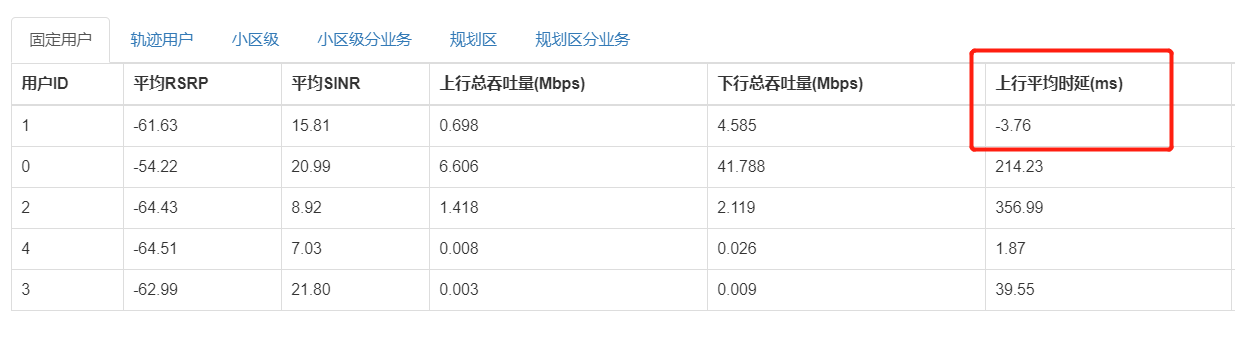 固定用户 轨迹用户 小区级 小区级分业务 规划区 规划区分业务
用户ID 平均RSRP 平均SINR 上行总吞吐量(Mbps) 下行总吞吐量(Mbps) 上行平均时延(ms)
1 -61.63 15.81 0.698 4.585 -3.76
0 -54.22 20.99 6.606 41.788 214.23
2 -64.43 8.92 1.418 2.119 356.99
4 -64.51 7.03 0.008 0.026 1.87
3 -62.99 21.80 0.003 0.009 39.55